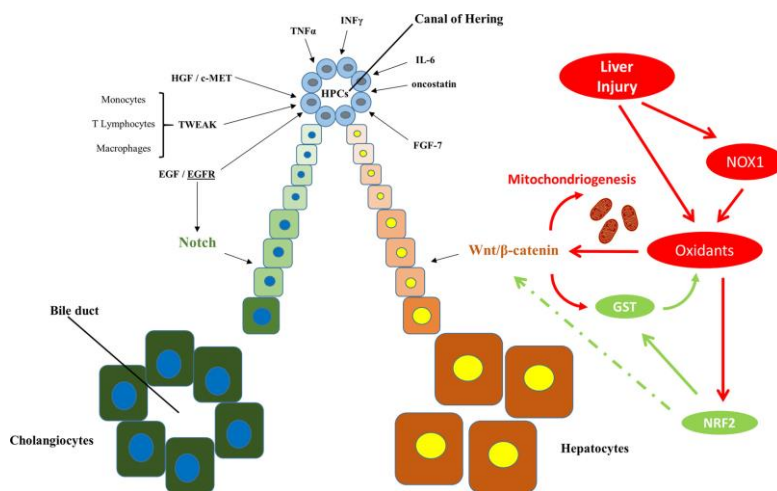 INFγ
Canal of Hering
TNFα
IL-6
HGF / c-MET
HPCs
oncostatin
Monocytes
T Lymphocytes
TWEAK
Macrophages
FGF-7
EGF / EGFR
Notch
Bile duct
Cholangiocytes
Hepatocytes
Liver
Injury
NOX1
Mitochondriogenesis
Wnt/β-catenin
Oxidants
GST
NRF2